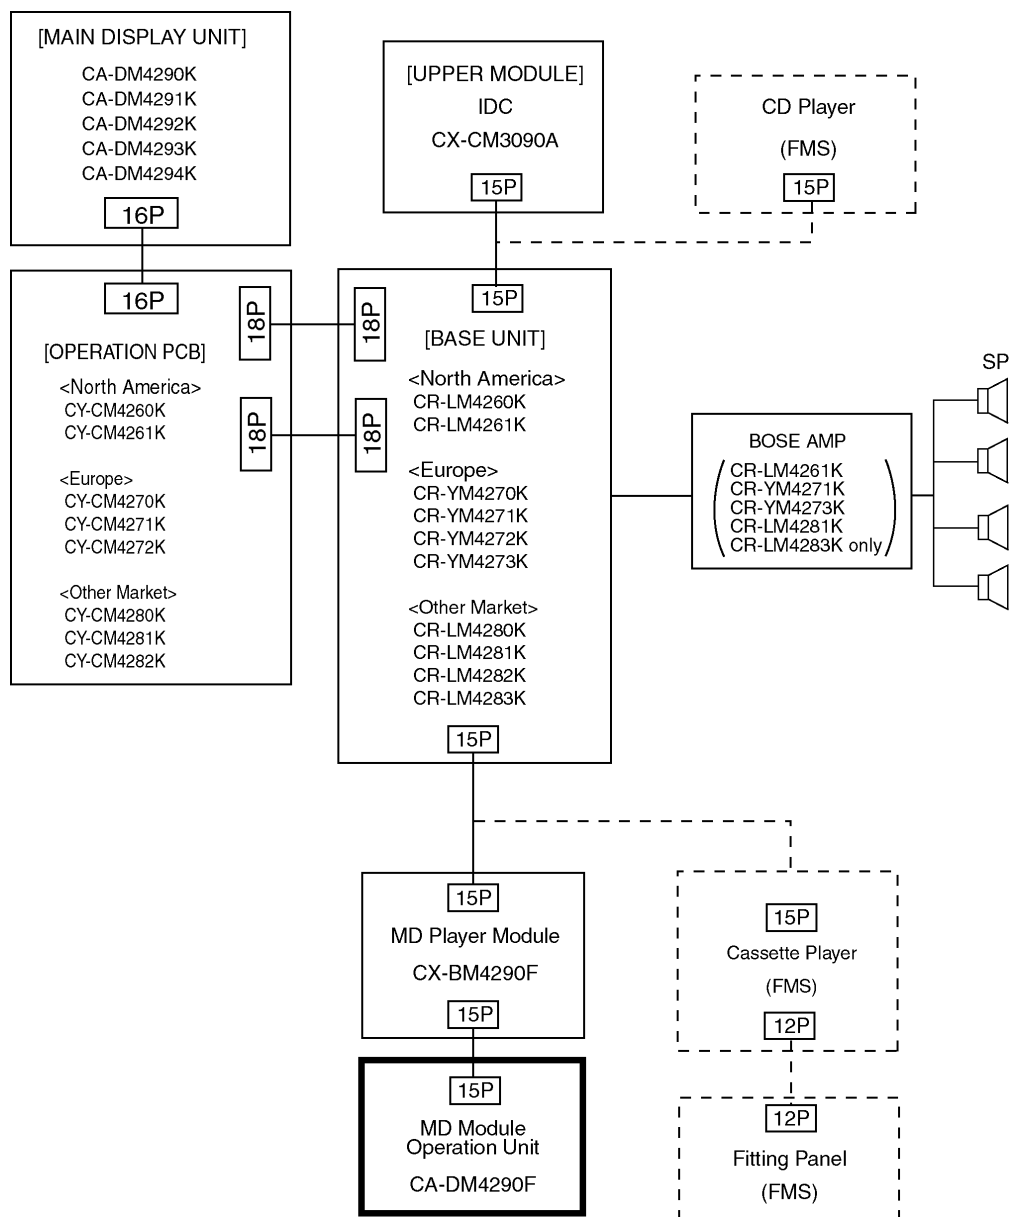 [MAIN DISPLAY UNIT]
CA-DM4290K
CA-DM4291K
CA-DM4292K
CA-DM4293K
CA-DM4294K
16P
[UPPER MODULE]
IDC
CX-CM3090A
15P
CD Player
(FMS)
15P
16P
18P
18P
[OPERATION PCB]
<North America>
CY-CM4260K
CY-CM4261K
<Europe>
CY-CM4270K
CY-CM4271K
CY-CM4272K
<Other Market>
CY-CM4280K
CY-CM4281K
CY-CM4282K
15P
18P
18P
[BASE UNIT]
<North America>
CR-LM4260K
CR-LM4261K
<Europe>
CR-YM4270K
CR-YM4271K
CR-YM4272K
CR-YM4273K
<Other Market>
CR-LM4280K
CR-LM4281K
CR-LM4282K
CR-LM4283K
15P
BOSE AMP
(CR-LM4261K
CR-YM4271K
CR-YM4273K
CR-LM4281K
CR-LM4283K only)
SP
15P
MD Player Module
CX-BM4290F
15P
15P
MD Module
Operation Unit
CA-DM4290F
15P
Cassette Player
(FMS)
12P
12P
Fitting Panel
(FMS)